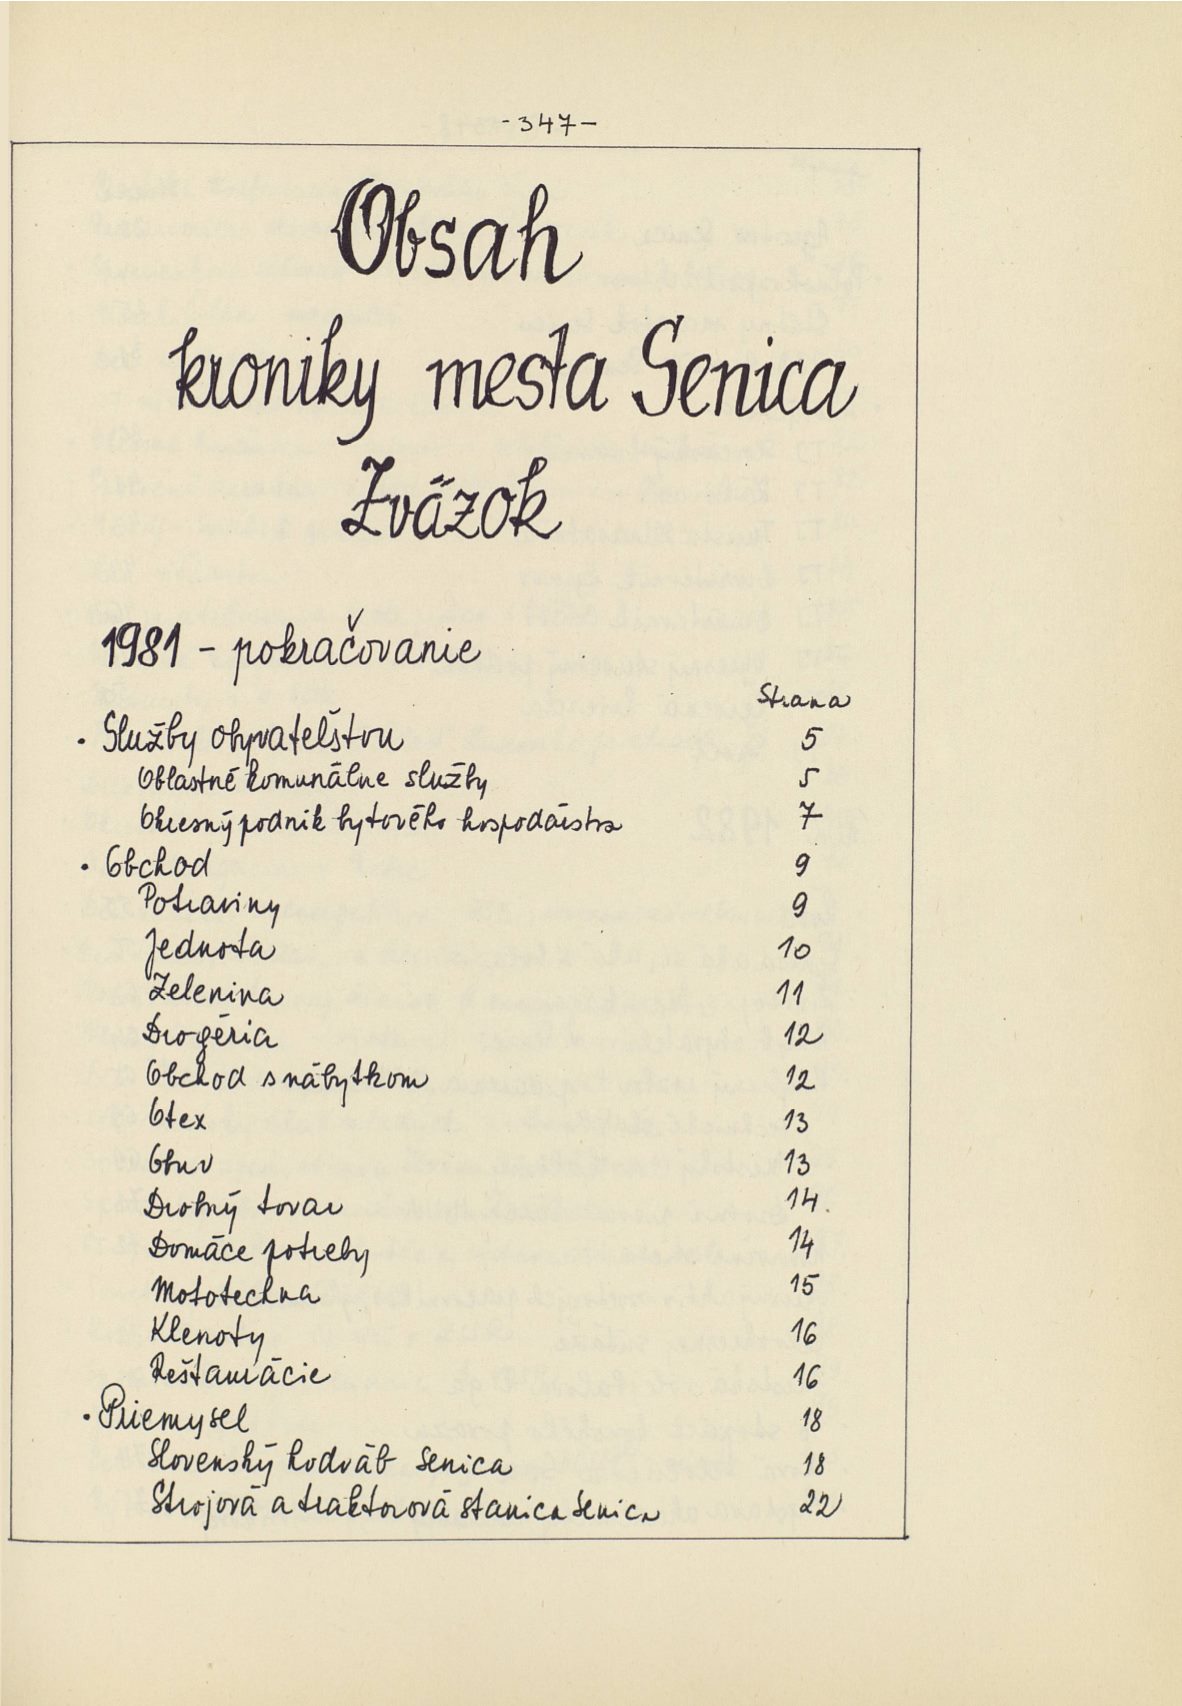 -347-
Obsah
kroniky mesta Senica
Zväzok
1981 - pokračovanie
Strana
• Služby obyvateľstvu 5
Oblastné komunálne služby 5
Okresný podnik bytového hospodárstva 7
• Obchod 9
Potraviny 9
Jednota 10
Zelenina 11
Drogéria 12
Obchod s nábytkom 12
Otex 13
Obuv 13
Drobný tovar 14.
Domáce potreby 14
Mototechna 15
Klenoty 16
Reštaurácie 16
• Priemysel 18
Slovenský hodváb Senica 18
Strojová a traktorová stanica Senica 22